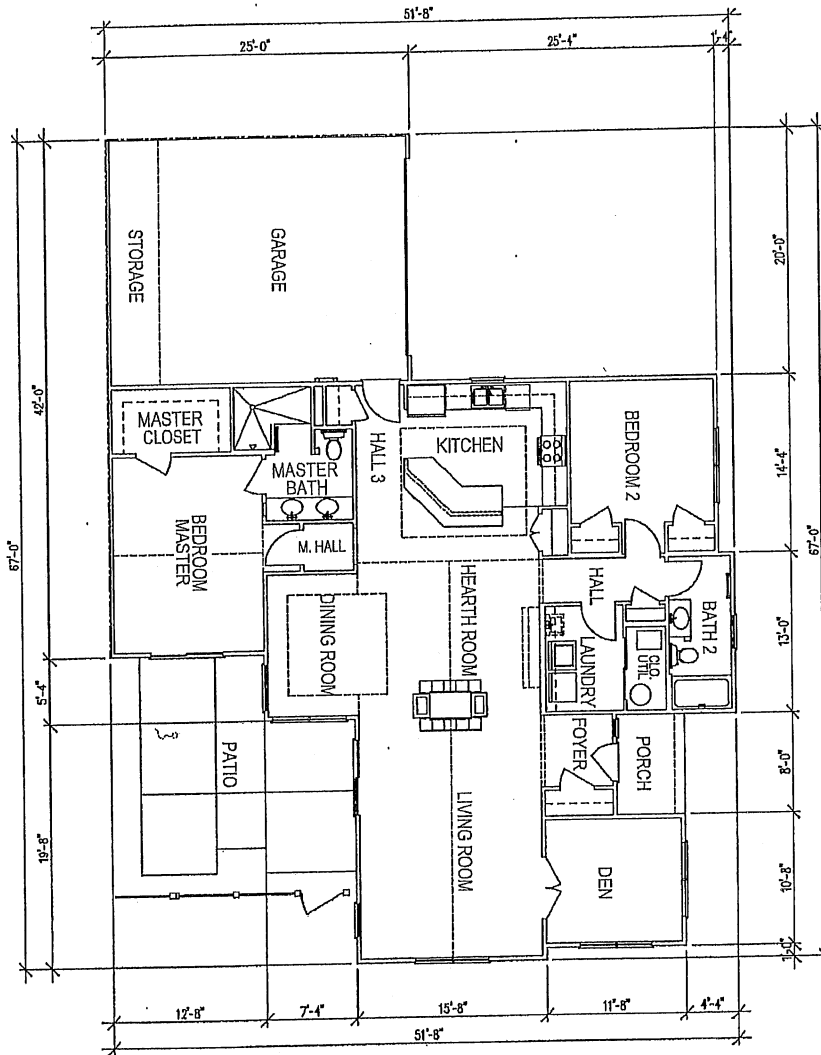 51'-8"
25'-0"
25'-4"
1'-4"
STORAGE
GARAGE
20'-0"
42'-0"
67'-0"
67'-0"
MASTER
CLOSET
MASTER
BATH
HALL 3
KITCHEN
BEDROOM 2
14'-4"
BEDROOM
MASTER
M. HALL
DINING ROOM
HEARTH ROOM
HALL
BATH 2
LAUNDRY
CLO.
UTIL
13'-0"
5'-4"
PATIO
FOYER
PORCH
8'-0"
19'-8"
LIVING ROOM
DEN
10'-8"
1'-0"
12'-8"
7'-4"
15'-8"
11'-8"
4'-4"
51'-8"